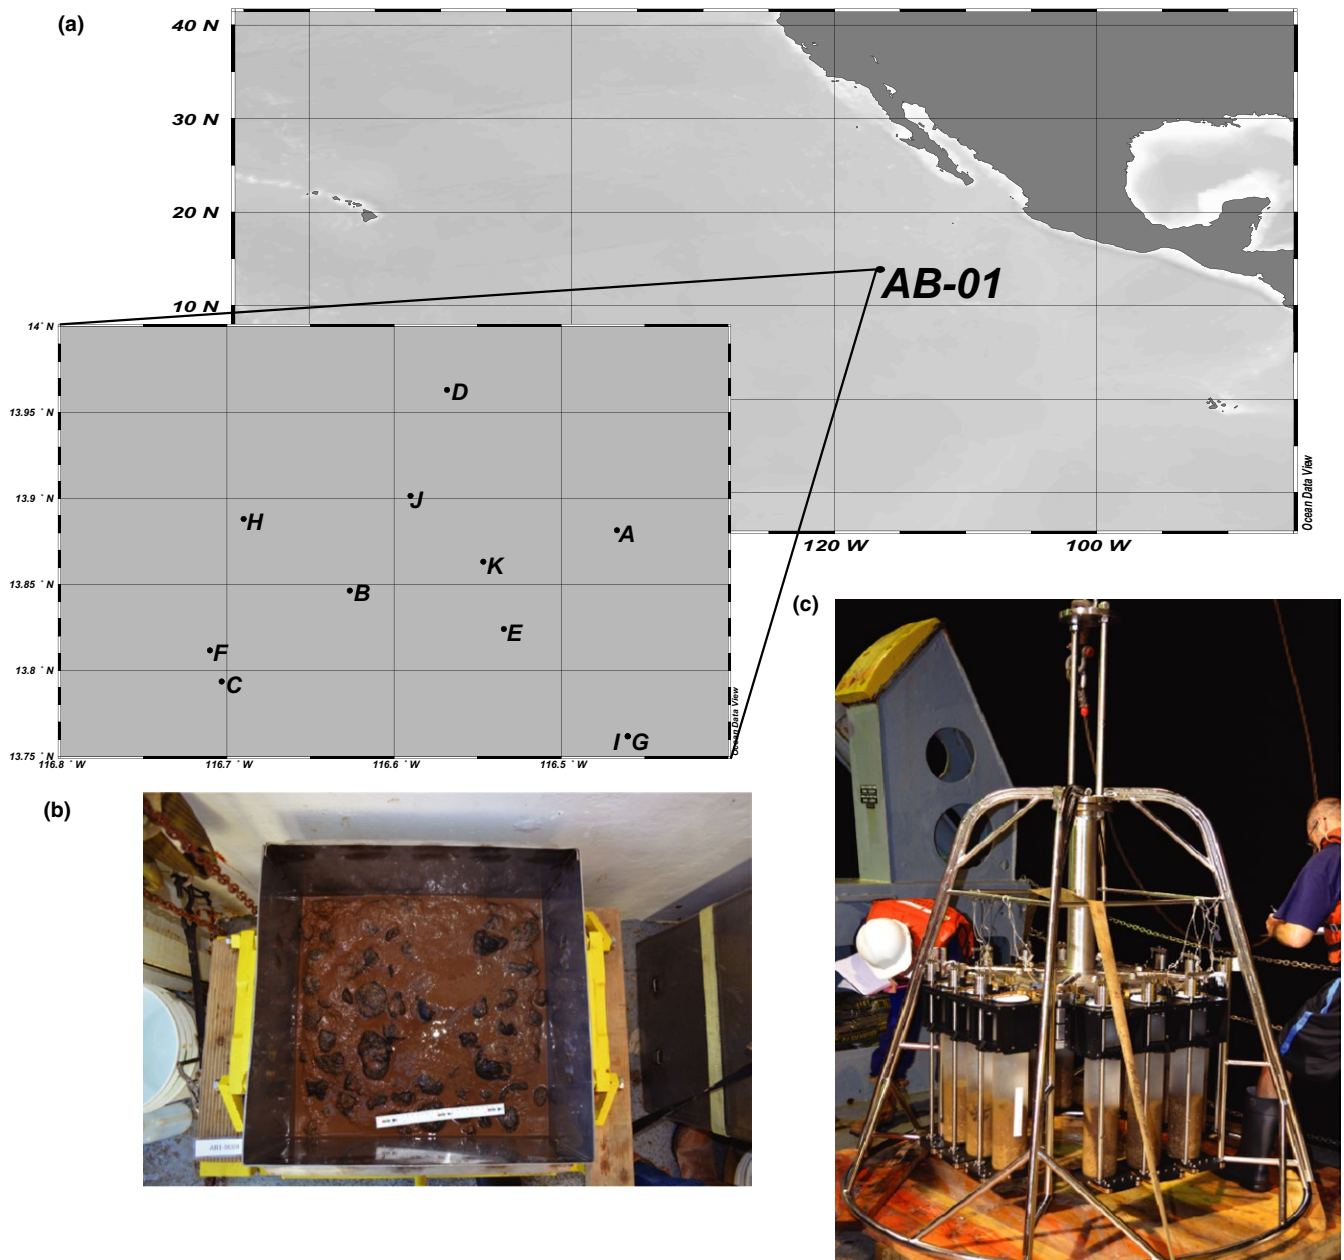 (a)
40 N
30 N
20 N
10 N
AB-01
120 W
100 W
Ocean Data View
14° N
13.95 ° N
13.9 ° N
13.85 ° N
13.8 ° N
13.75 ° N
116.8 ° W
116.7 ° W
116.6 ° W
116.5 ° W
D
J
H
A
K
B
E
F
C
I G
Ocean Data View
(b)
(c)